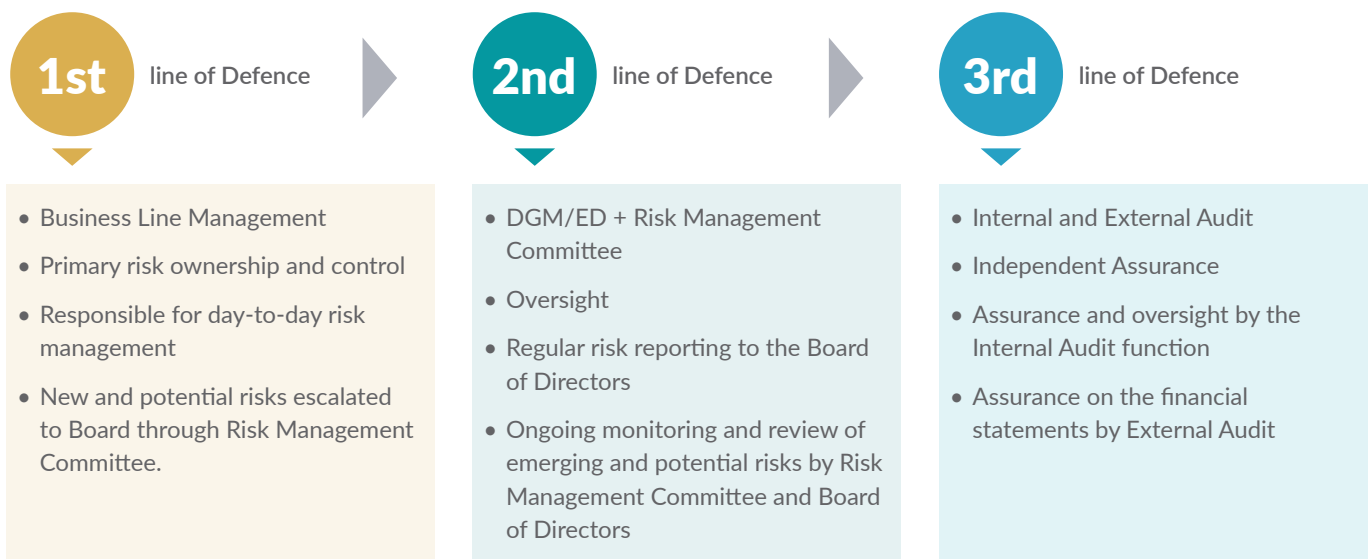 1st line of Defence
2nd line of Defence
3rd line of Defence
• Business Line Management
• Primary risk ownership and control
• Responsible for day-to-day risk
management
• New and potential risks escalated
to Board through Risk Management
Committee.
• DGM/ED + Risk Management
Committee
• Oversight
• Regular risk reporting to the Board
of Directors
• Ongoing monitoring and review of
emerging and potential risks by Risk
Management Committee and Board
of Directors
• Internal and External Audit
• Independent Assurance
• Assurance and oversight by the
Internal Audit function
• Assurance on the financial
statements by External Audit